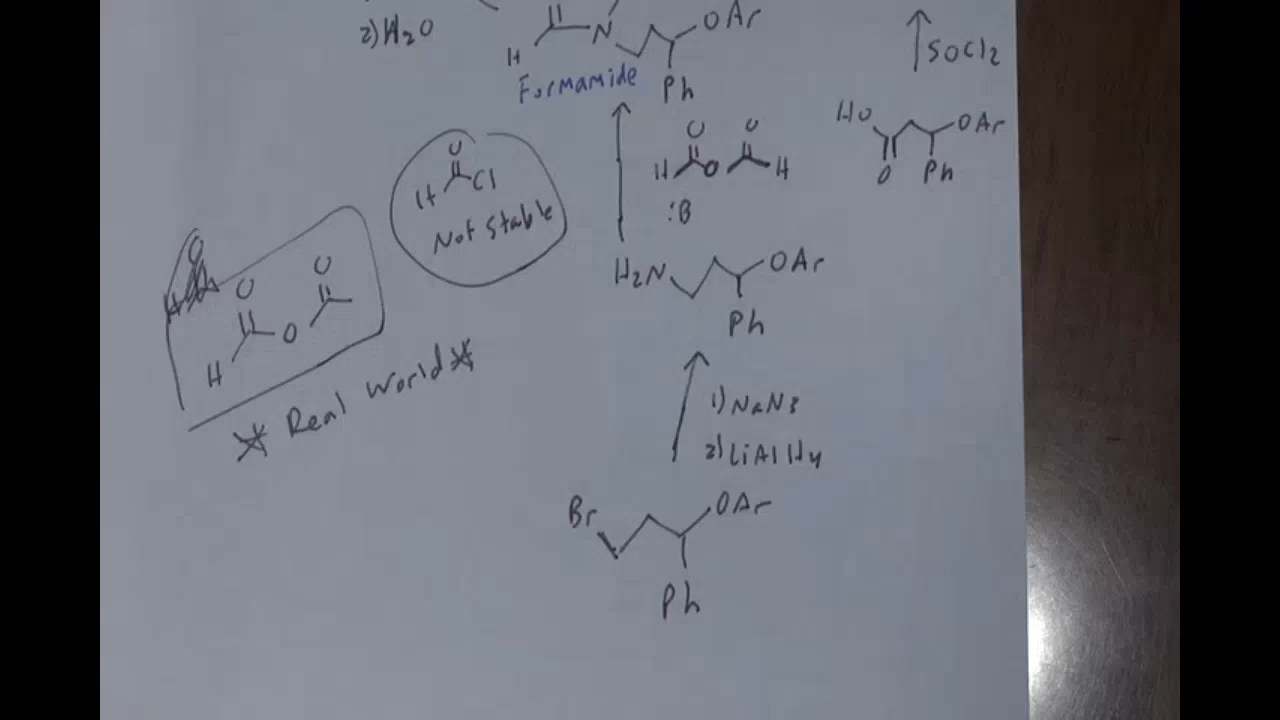 2) H2O
H
N
OAr
Ph
Formamide
SOCl2
HO
O
OAr
Ph
O
H
Cl
Not Stable
O
O
H
O
H
:B
H2N
OAr
Ph
O
O
H
O
* Real World *
1) NaN3
2) LiAlH4
Br
OAr
Ph